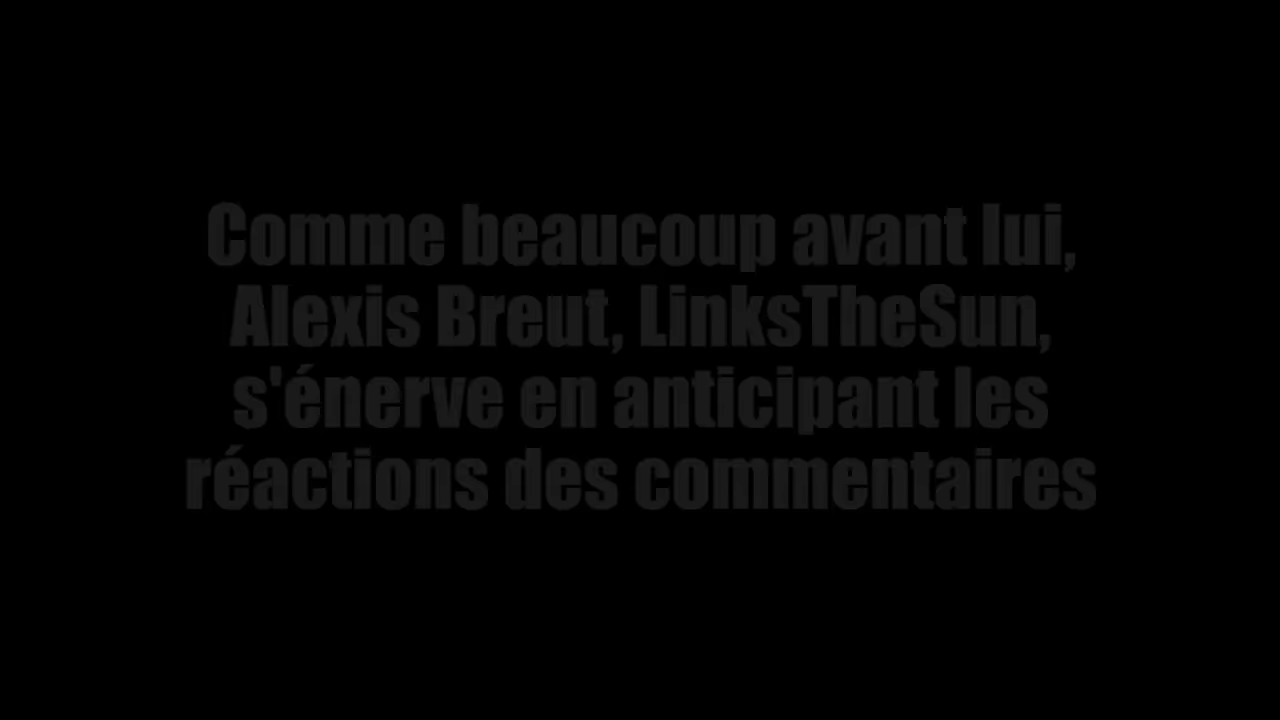 Comme beaucoup avant lui,
Alexis Breut, LinksTheSun,
s'énerve en anticipant les
réactions des commentaires